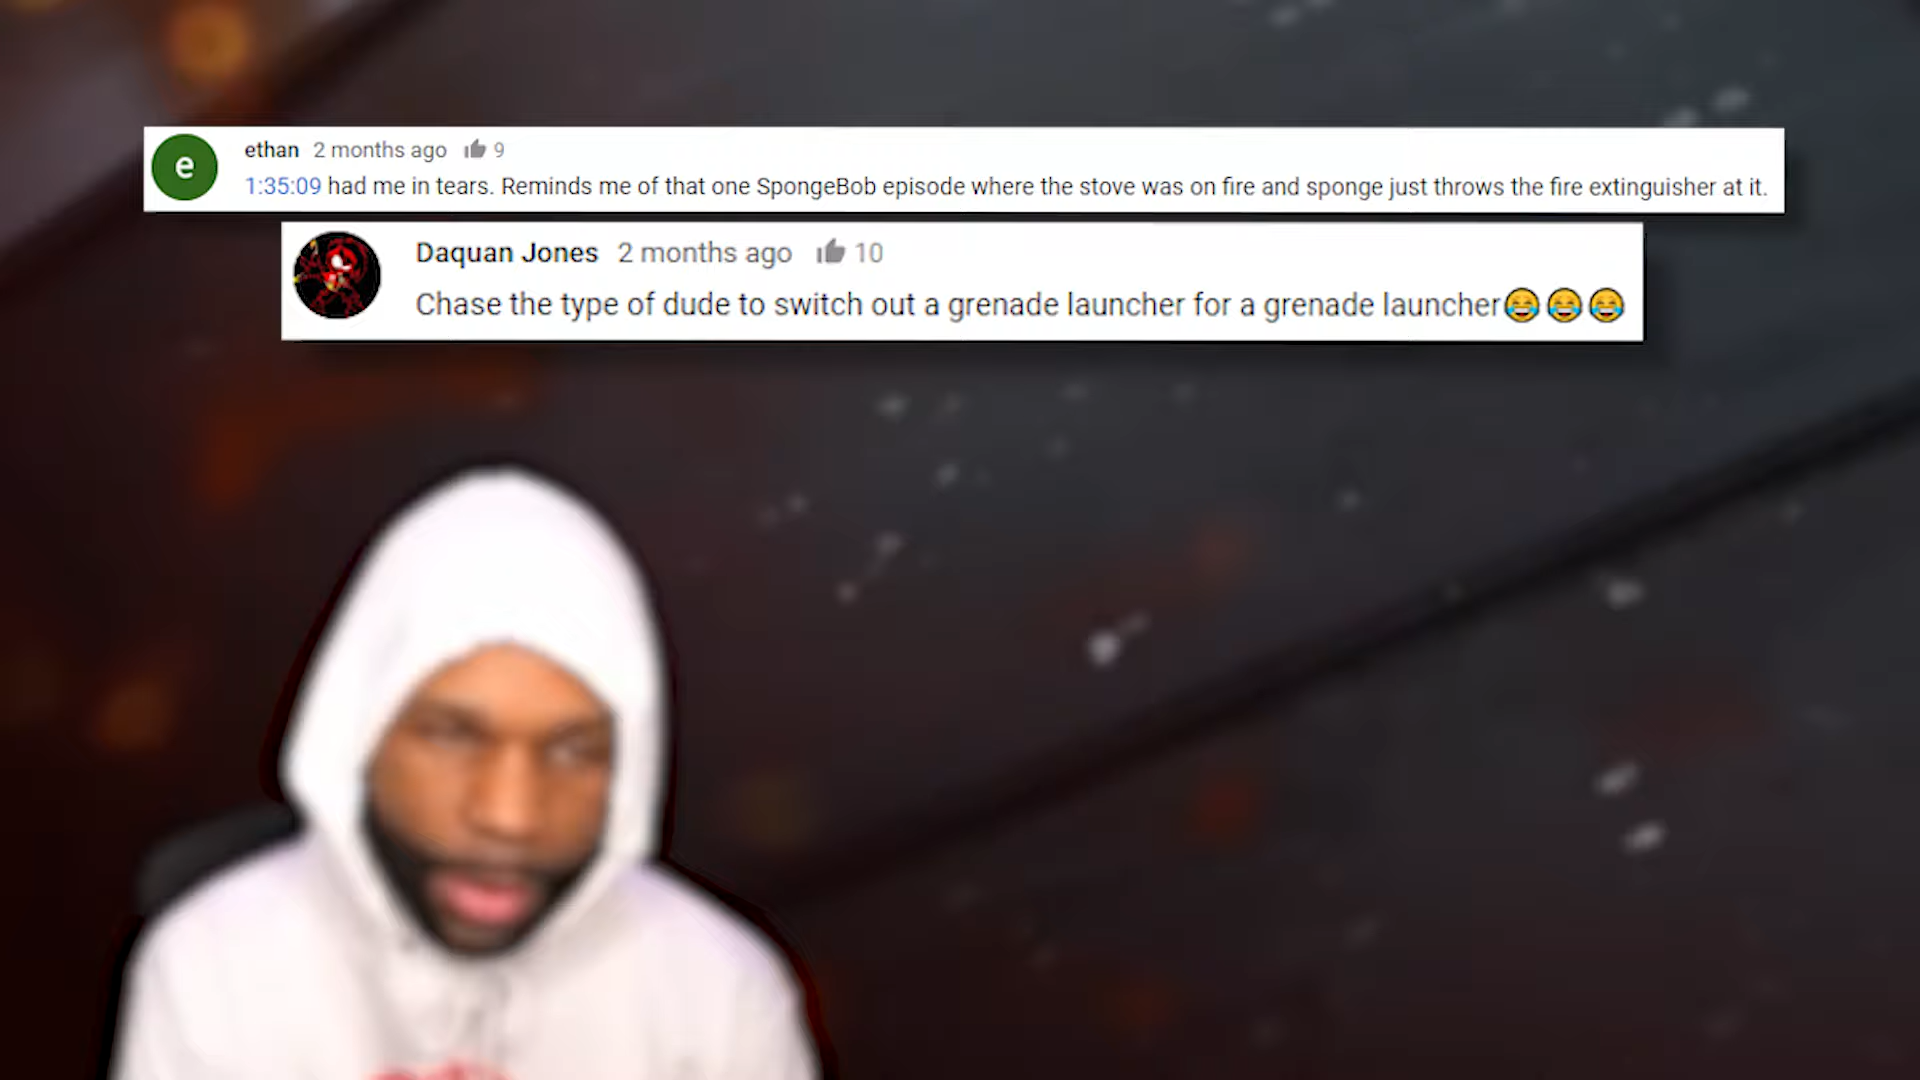 e
ethan 2 months ago 9
1:35:09 had me in tears. Reminds me of that one SpongeBob episode where the stove was on fire and sponge just throws the fire extinguisher at it.
Daquan Jones 2 months ago 10
Chase the type of dude to switch out a grenade launcher for a grenade launcher😂😂😂